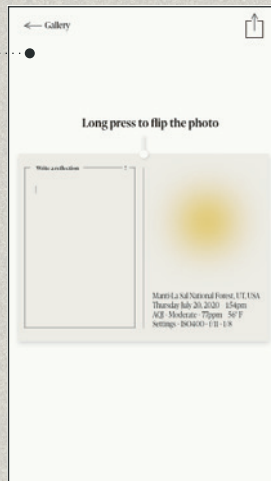 Gallery
Long press to flip the photo
Write a reflection
Manti-La Sal National Forest, UT, USA
Thursday July 20, 2020 1:54pm
AQI - Moderate - 77ppm 56° F
Settings - ISO400 - f/11 - 1/8